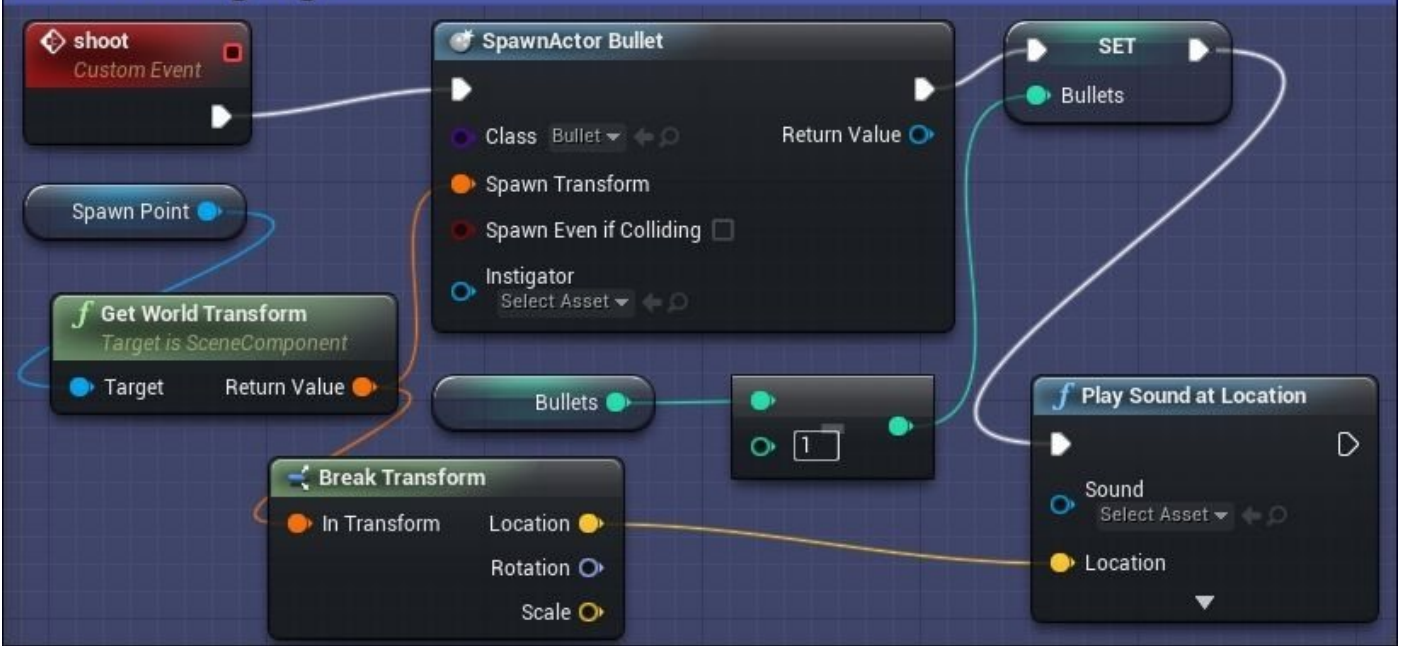 shoot
Custom Event
Spawn Point
Get World Transform
Target is SceneComponent
Target Return Value
SpawnActor Bullet
Class Bullet Return Value
Spawn Transform
Spawn Even if Colliding
Instigator
Select Asset
SET
Bullets
Bullets
1
Break Transform
In Transform Location
Rotation
Scale
Play Sound at Location
Sound
Select Asset
Location